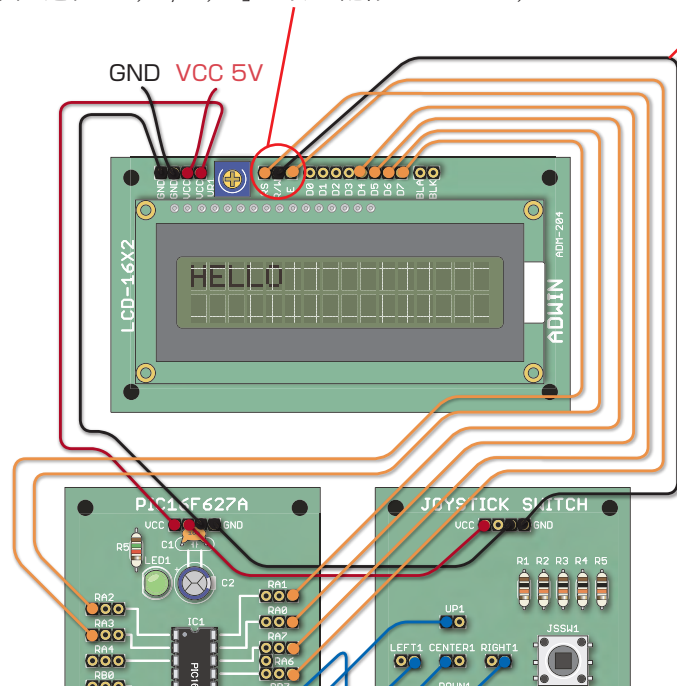 GND VCC 5V
GND
GND
VCC
VCC
VR1
RS
R/W
E
D0
D1
D2
D3
D4
D5
D6
D7
BLA
BLK
LCD-16X2
HELLO
ADM-204
ADWIN
PIC16F627A
VCC GND
C1
R5
LED1
C2
RA2
RA3
RA4
RB0
IC1
PIC16
RA1
RA0
RA7
RA6
JOYSTICK SWITCH
VCC GND
R1 R2 R3 R4 R5
UP1
JSSW1
LEFT1 CENTER1 RIGHT1